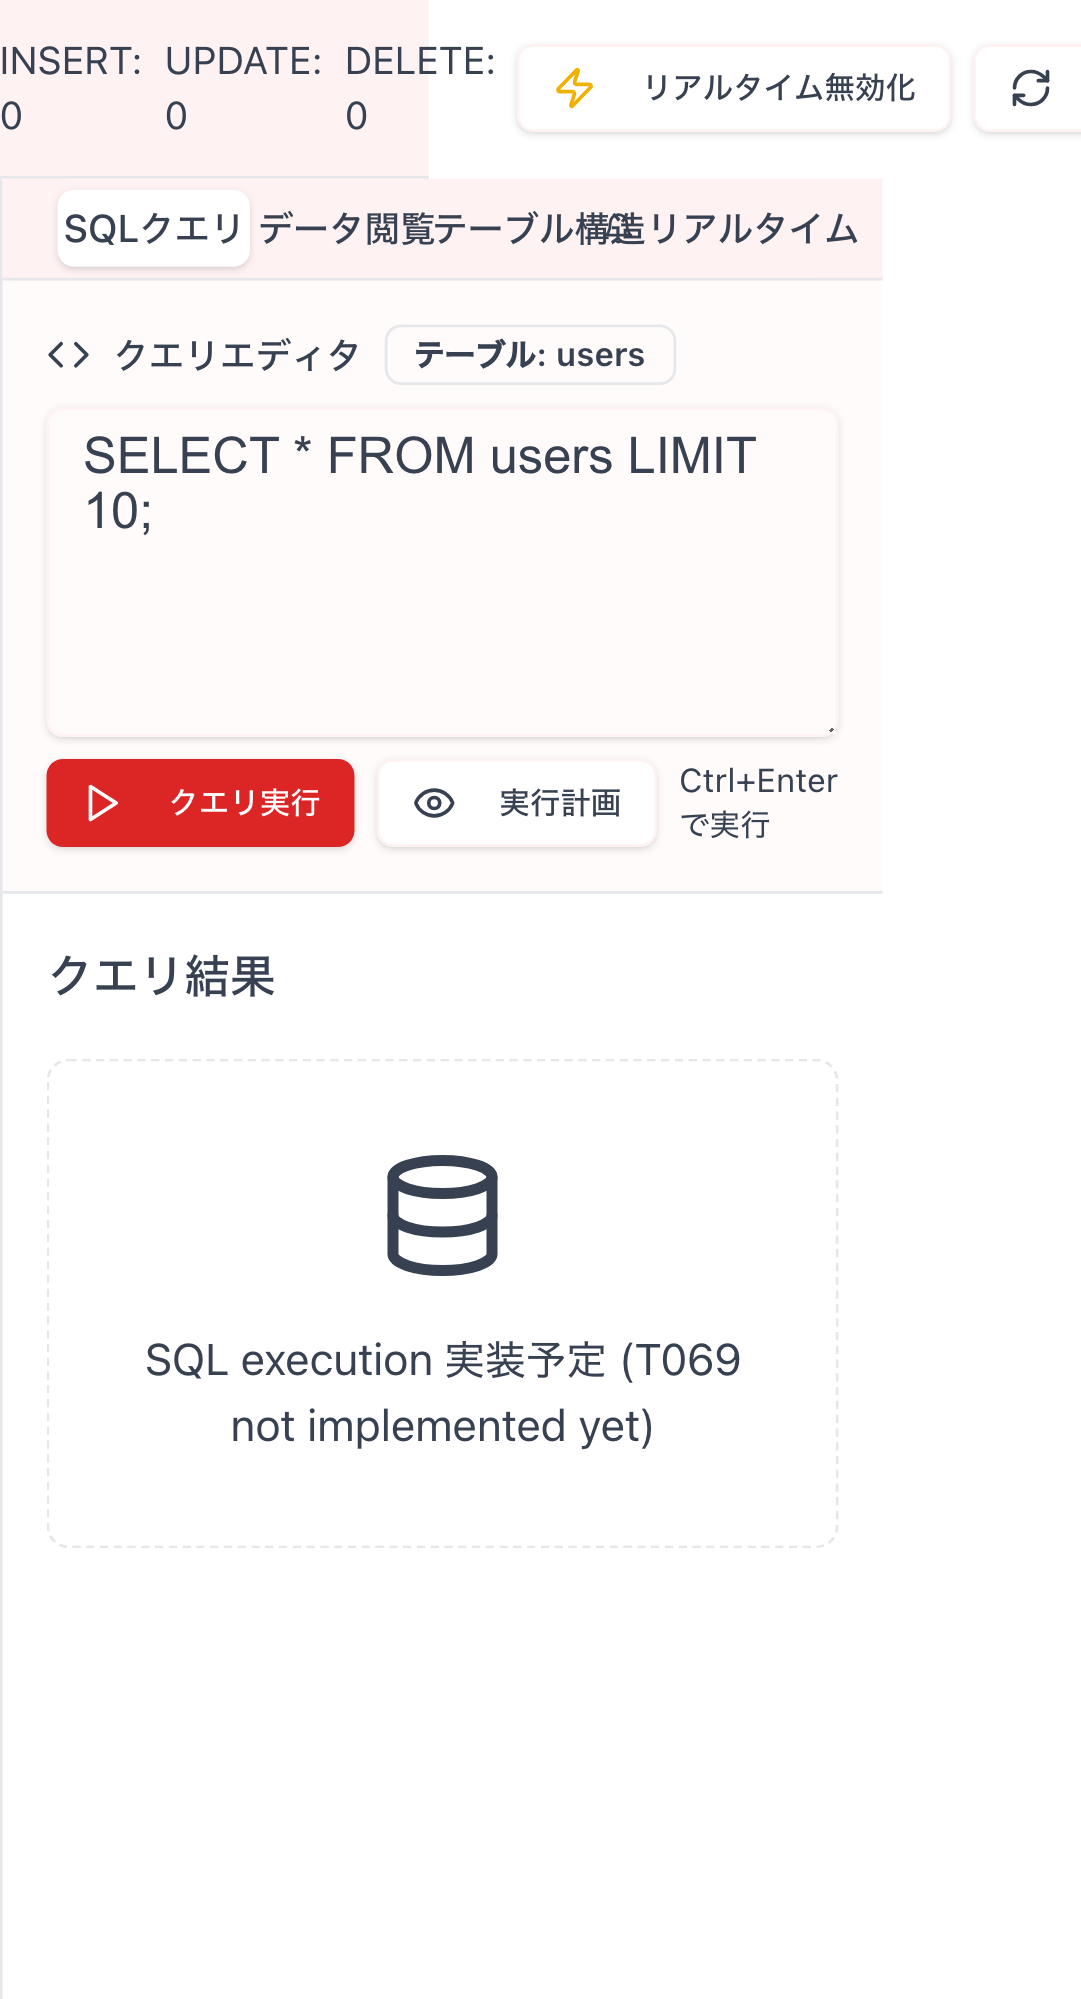 INSERT: UPDATE: DELETE:
0 0 0
リアルタイム無効化
SQLクエリ データ閲覧 テーブル構造 リアルタイム
クエリエディタ テーブル: users
SELECT * FROM users LIMIT
10;
クエリ実行 実行計画 Ctrl+Enter
で実行
クエリ結果
SQL execution 実装予定 (T069
not implemented yet)